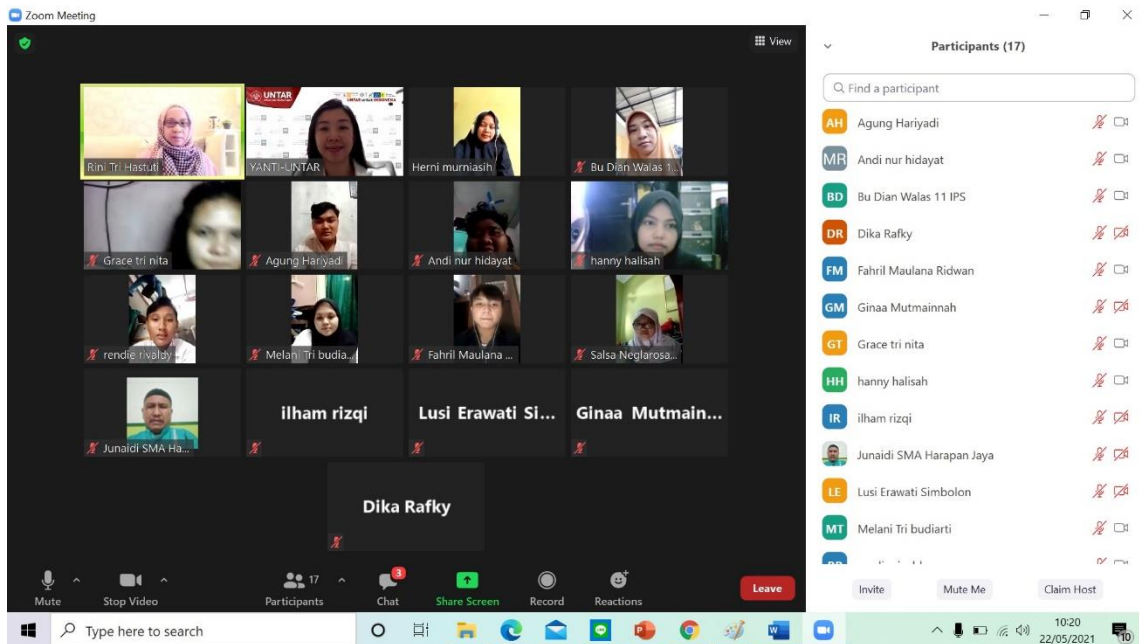 Zoom Meeting
View
UNTAR
UNTAR untuk INDONESIA
Rini Tri Hastuti
YANTI-UNTAR
Herni murniasih
Bu Dian Walas 1...
Grace tri nita
Agung Hariyadi
Andi nur hidayat
hanny halisah
rendie rivaldy
Melani Tri budia...
Fahril Maulana ...
Salsa Neglarosa...
Junaidi SMA Ha...
ilham rizqi
Lusi Erawati Si...
Ginaa Mutmain...
Dika Rafky
Mute
Stop Video
17
Participants
3
Chat
Share Screen
Record
Reactions
Leave
Participants (17)
Find a participant
AH Agung Hariyadi
MR Andi nur hidayat
BD Bu Dian Walas 11 IPS
DR Dika Rafky
FM Fahril Maulana Ridwan
GM Ginaa Mutmainnah
GT Grace tri nita
HH hanny halisah
IR ilham rizqi
Junaidi SMA Harapan Jaya
LE Lusi Erawati Simbolon
MT Melani Tri budiarti
Invite
Mute Me
Claim Host
Type here to search
10:20
22/05/2021